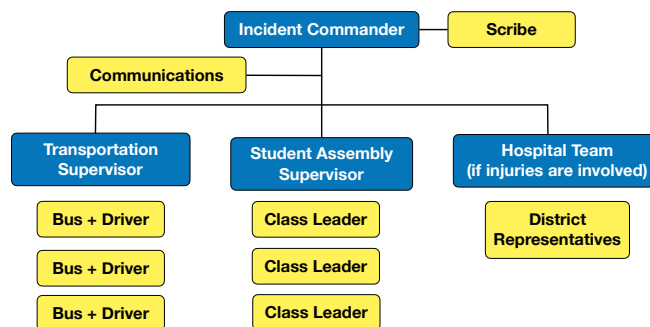 Incident Commander
Scribe
Communications
Transportation
Supervisor
Student Assembly
Supervisor
Hospital Team
(if injuries are involved)
Bus + Driver
Class Leader
District
Representatives
Bus + Driver
Class Leader
Bus + Driver
Class Leader